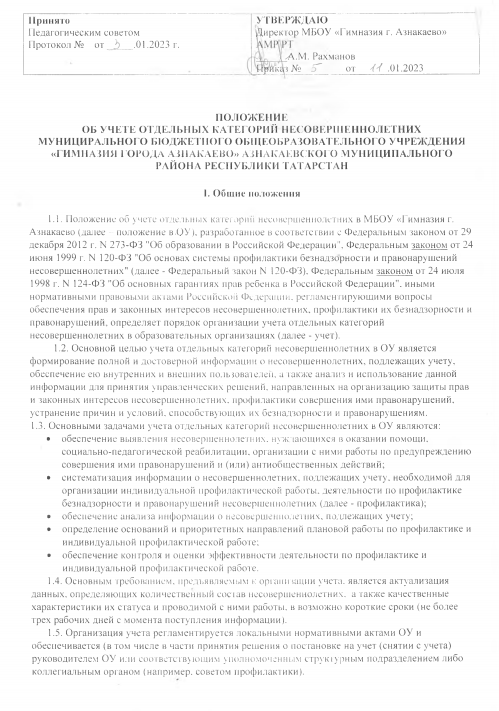 Принято
Педагогическим советом
Протокол № от 3 .01.2023 г.
УТВЕРЖДАЮ
Директор МБОУ «Гимназия г. Азнакаево»
АМР РТ
А.М. Рахманов
Приказ № 5 от 11 .01.2023
ПОЛОЖЕНИЕ
ОБ УЧЕТЕ ОТДЕЛЬНЫХ КАТЕГОРИЙ НЕСОВЕРШЕННОЛЕТНИХ
МУНИЦИРАЛЬНОГО БЮДЖЕТНОГО ОБЩЕОБРАЗОВАТЕЛЬНОГО УЧРЕЖДЕНИЯ
«ГИМНАЗИЯ ГОРОДА АЗНАКАЕВО» АЗНАКАЕВСКОГО МУНИЦИПАЛЬНОГО
РАЙОНА РЕСПУБЛИКИ ТАТАРСТАН
I. Общие положения
1.1. Положение об учете отдельных категорий несовершеннолетних в МБОУ «Гимназия г.
Азнакаево (далее – положение в ОУ), разработанное в соответствии с Федеральным законом от 29
декабря 2012 г. N 273-ФЗ "Об образовании в Российской Федерации", Федеральным законом от 24
июня 1999 г. N 120-ФЗ "Об основах системы профилактики безнадзорности и правонарушений
несовершеннолетних" (далее - Федеральный закон N 120-ФЗ), Федеральным законом от 24 июля
1998 г. N 124-ФЗ "Об основных гарантиях прав ребенка в Российской Федерации", иными
нормативными правовыми актами Российской Федерации, регламентирующими вопросы
обеспечения прав и законных интересов несовершеннолетних, профилактики их безнадзорности и
правонарушений, определяет порядок организации учета отдельных категорий
несовершеннолетних в образовательных организациях (далее - учет).
1.2. Основной целью учета отдельных категорий несовершеннолетних в ОУ является
формирование полной и достоверной информации о несовершеннолетних, подлежащих учету,
обеспечение ею внутренних и внешних пользователей, а также анализ и использование данной
информации для принятия управленческих решений, направленных на организацию защиты прав
и законных интересов несовершеннолетних, профилактики совершения ими правонарушений,
устранение причин и условий, способствующих их безнадзорности и правонарушениям.
1.3. Основными задачами учета отдельных категорий несовершеннолетних в ОУ являются:
• обеспечение выявления несовершеннолетних, нуждающихся в оказании помощи,
социально-педагогической реабилитации, организации с ними работы по предупреждению
совершения ими правонарушений и (или) антиобщественных действий;
• систематизация информации о несовершеннолетних, подлежащих учету, необходимой для
организации индивидуальной профилактической работы, деятельности по профилактике
безнадзорности и правонарушений несовершеннолетних (далее - профилактика);
• обеспечение анализа информации о несовершеннолетних, подлежащих учету;
• определение оснований и приоритетных направлений плановой работы по профилактике и
индивидуальной профилактической работе;
• обеспечение контроля и оценки эффективности деятельности по профилактике и
индивидуальной профилактической работе.
1.4. Основным требованием, предъявляемым к организации учета, является актуализация
данных, определяющих количественный состав несовершеннолетних, а также качественные
характеристики их статуса и проводимой с ними работы, в возможно короткие сроки (не более
трех рабочих дней с момента поступления информации).
1.5. Организация учета регламентируется локальными нормативными актами ОУ и
обеспечивается (в том числе в части принятия решения о постановке на учет (снятии с учета)
руководителем ОУ или соответствующим уполномоченным структурным подразделением либо
коллегиальным органом (например, советом профилактики).